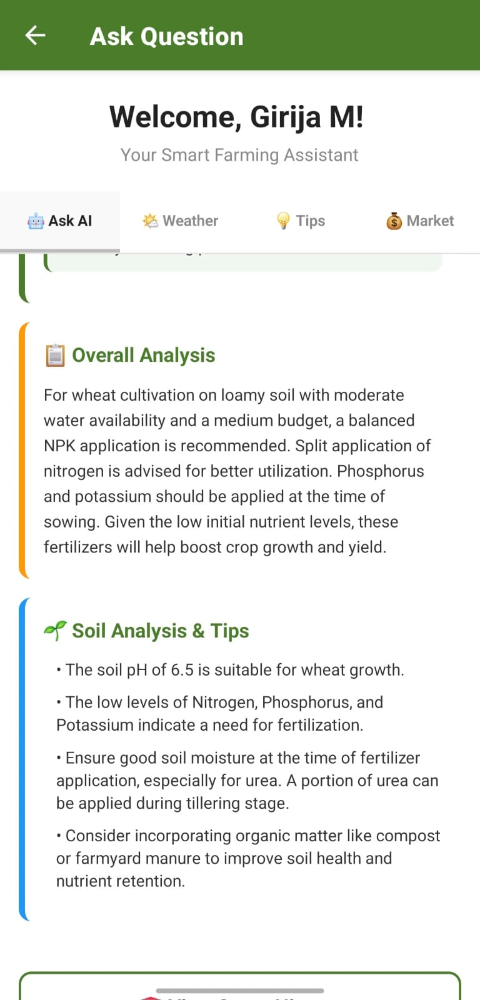 Ask Question
Welcome, Girija M!
Your Smart Farming Assistant
Ask AI
Weather
Tips
Market
Overall Analysis
For wheat cultivation on loamy soil with moderate
water availability and a medium budget, a balanced
NPK application is recommended. Split application of
nitrogen is advised for better utilization. Phosphorus
and potassium should be applied at the time of
sowing. Given the low initial nutrient levels, these
fertilizers will help boost crop growth and yield.
Soil Analysis & Tips
• The soil pH of 6.5 is suitable for wheat growth.
• The low levels of Nitrogen, Phosphorus, and
Potassium indicate a need for fertilization.
• Ensure good soil moisture at the time of fertilizer
application, especially for urea. A portion of urea can
be applied during tillering stage.
• Consider incorporating organic matter like compost
or farmyard manure to improve soil health and
nutrient retention.